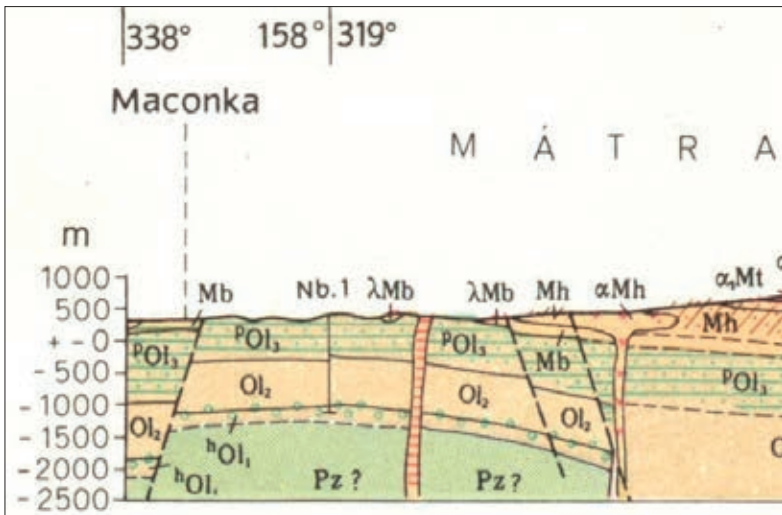 338° 158° 319°
Maconka
M Á T R A
m
1000
500
+ - 0
- 500
- 1000
- 1500
- 2000
- 2500
Mb Nb.1 λMb λMb Mh αMh α₁Mt
Mh
ᵖOl₃ ᵖOl₃ ᵖOl₃ Mb ᵖOl₃
Ol₂ Ol₂ Ol₂ Ol₂
ʰOl₁
ʰOl₁
Pz ? Pz ?